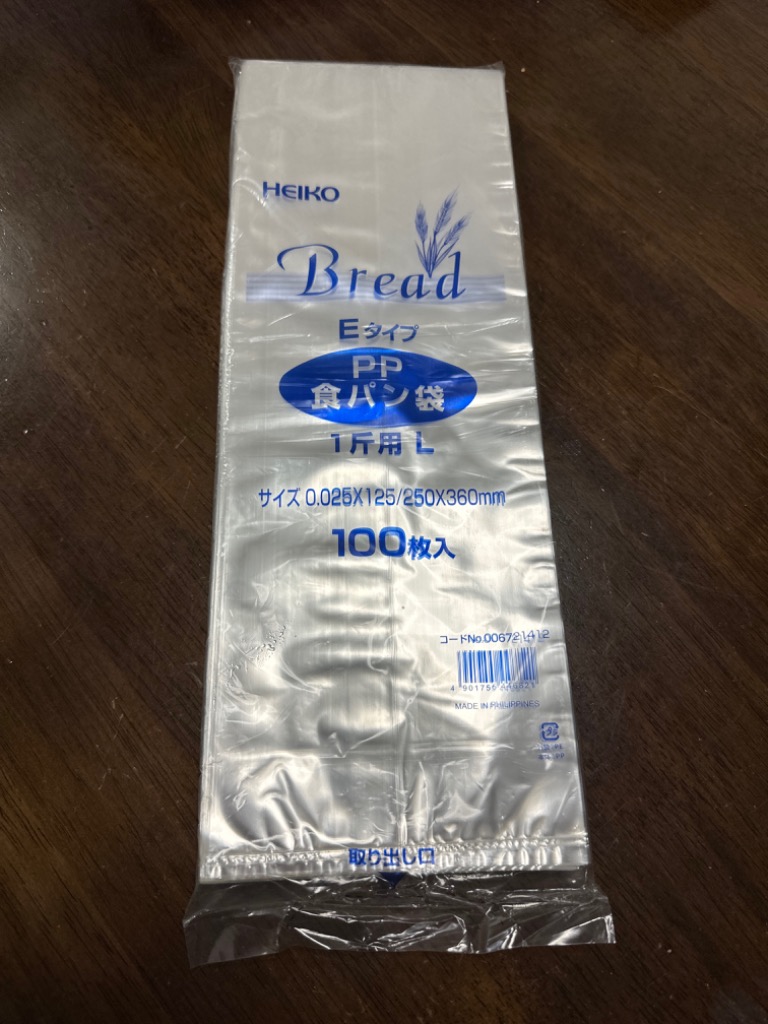 HEIKO
Bread
Eタイプ
PP
食パン袋
1斤用 L
サイズ 0.025X125/250X360mm
100枚入
コードNo.006721412
MADE IN PHILIPPINES
取り出し口